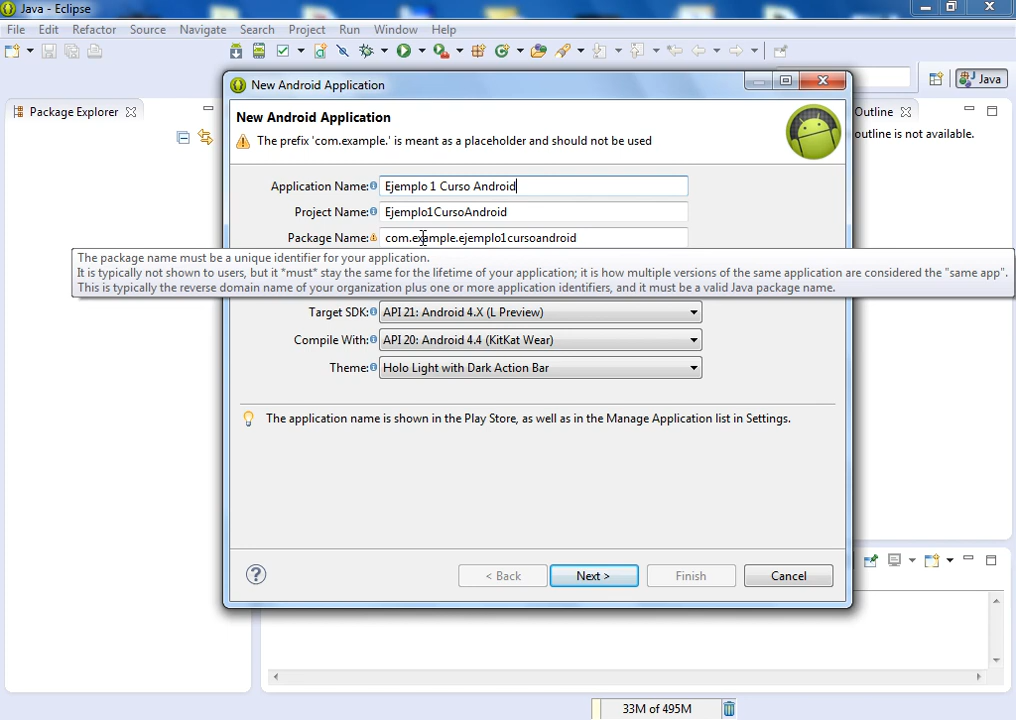 Java - Eclipse
File Edit Refactor Source Navigate Search Project Run Window Help
Java
New Android Application
Package Explorer
Outline
New Android Application
The prefix 'com.example.' is meant as a placeholder and should not be used
outline is not available.
Application Name: Ejemplo 1 Curso Android
Project Name: Ejemplo1CursoAndroid
Package Name: com.example.ejemplo1cursoandroid
The package name must be a unique identifier for your application.
It is typically not shown to users, but it *must* stay the same for the lifetime of your application; it is how multiple versions of the same application are considered the "same app".
This is typically the reverse domain name of your organization plus one or more application identifiers, and it must be a valid Java package name.
Target SDK: API 21: Android 4.X (L Preview)
Compile With: API 20: Android 4.4 (KitKat Wear)
Theme: Holo Light with Dark Action Bar
The application name is shown in the Play Store, as well as in the Manage Application list in Settings.
< Back Next > Finish Cancel
33M of 495M